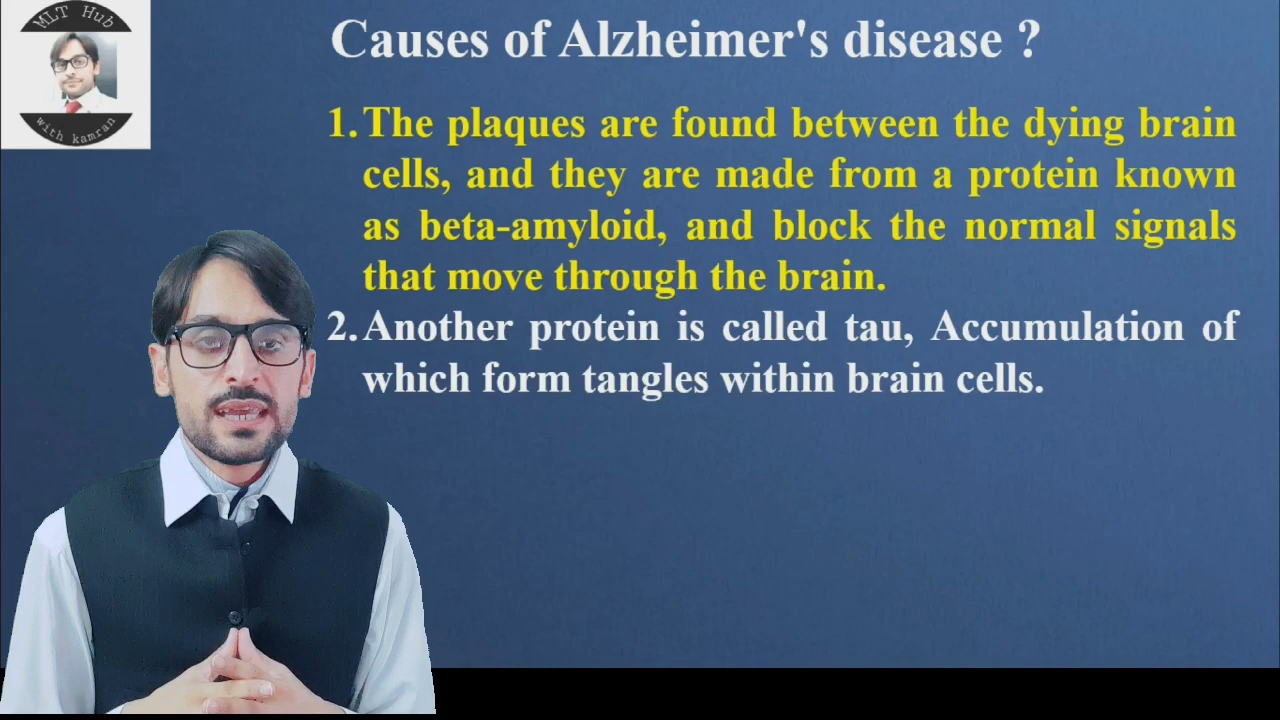 MLT Hub
with kamran
Causes of Alzheimer's disease ?
1. The plaques are found between the dying brain
cells, and they are made from a protein known
as beta-amyloid, and block the normal signals
that move through the brain.
2. Another protein is called tau, Accumulation of
which form tangles within brain cells.